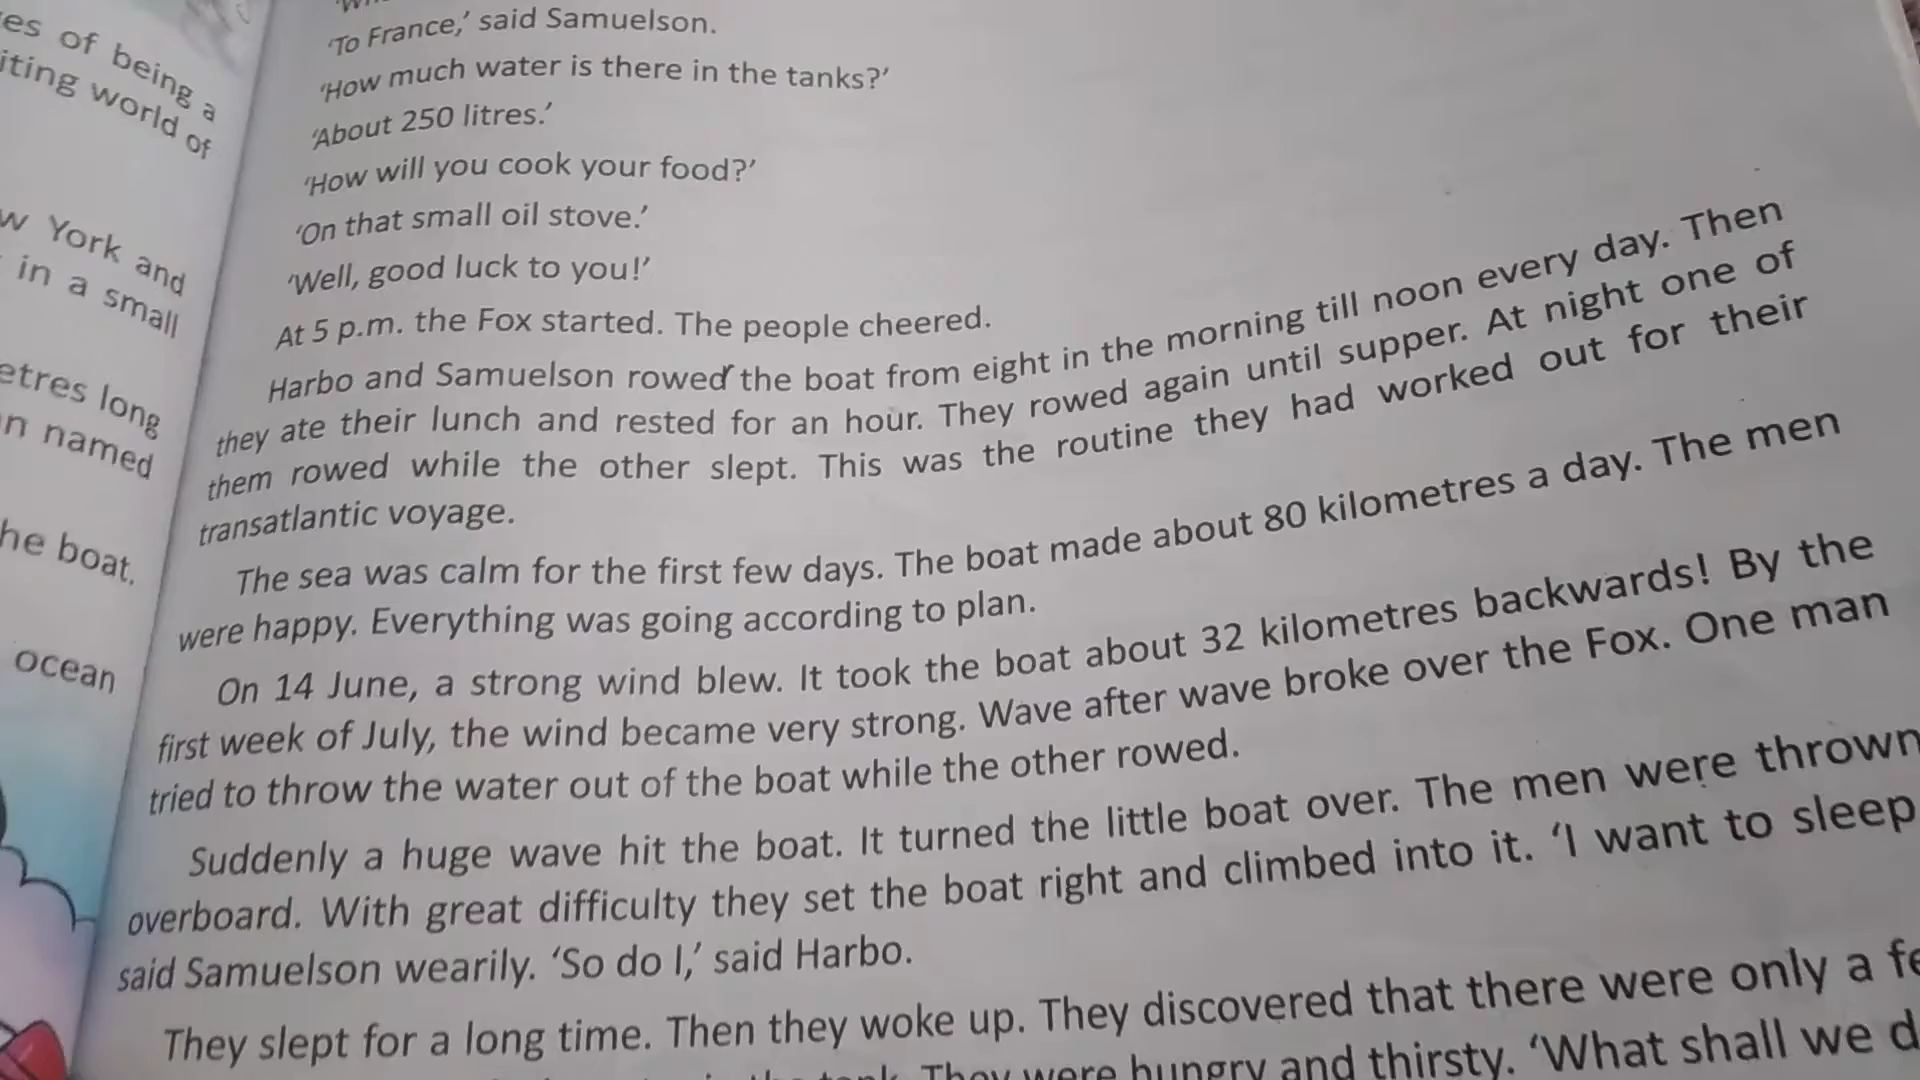 es of being a
iting world of
w York and
in a small
etres long
n named
he boat.
ocean
'To France,' said Samuelson.
'How much water is there in the tanks?'
'About 250 litres.'
'How will you cook your food?'
'On that small oil stove.'
'Well, good luck to you!'
At 5 p.m. the Fox started. The people cheered.
Harbo and Samuelson rowed the boat from eight in the morning till noon every day. Then
they ate their lunch and rested for an hour. They rowed again until supper. At night one of
them rowed while the other slept. This was the routine they had worked out for their
transatlantic voyage.
The sea was calm for the first few days. The boat made about 80 kilometres a day. The men
were happy. Everything was going according to plan.
On 14 June, a strong wind blew. It took the boat about 32 kilometres backwards! By the
first week of July, the wind became very strong. Wave after wave broke over the Fox. One man
tried to throw the water out of the boat while the other rowed.
Suddenly a huge wave hit the boat. It turned the little boat over. The men were thrown
overboard. With great difficulty they set the boat right and climbed into it. 'I want to sleep
said Samuelson wearily. 'So do I,' said Harbo.
They slept for a long time. Then they woke up. They discovered that there were only a fe
the tank. They were hungry and thirsty. 'What shall we d